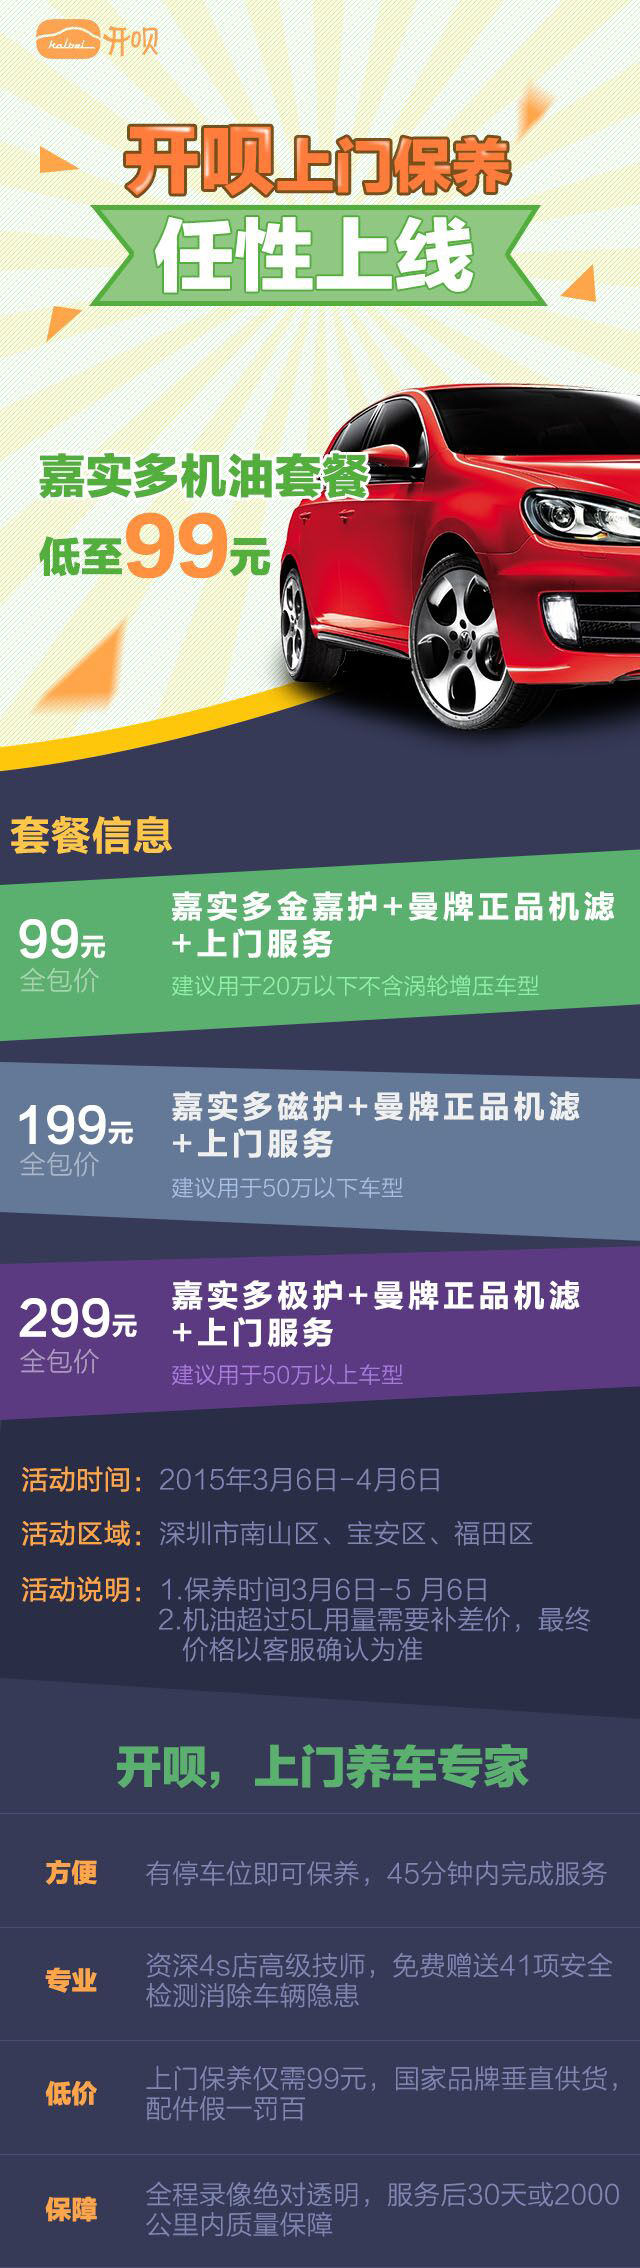 kaibei 开呗
开呗上门保养
任性上线
嘉实多机油套餐
低至99元
套餐信息
99元
全包价
嘉实多金嘉护+曼牌正品机滤
+上门服务
建议用于20万以下不含涡轮增压车型
199元
全包价
嘉实多磁护+曼牌正品机滤
+上门服务
建议用于50万以下车型
299元
全包价
嘉实多极护+曼牌正品机滤
+上门服务
建议用于50万以上车型
活动时间：2015年3月6日-4月6日
活动区域：深圳市南山区、宝安区、福田区
活动说明：1.保养时间3月6日-5 月6日
2.机油超过5L用量需要补差价，最终
价格以客服确认为准
开呗，上门养车专家
方便
有停车位即可保养，45分钟内完成服务
专业
资深4s店高级技师，免费赠送41项安全
检测消除车辆隐患
低价
上门保养仅需99元，国家品牌垂直供货，
配件假一罚百
保障
全程录像绝对透明，服务后30天或2000
公里内质量保障